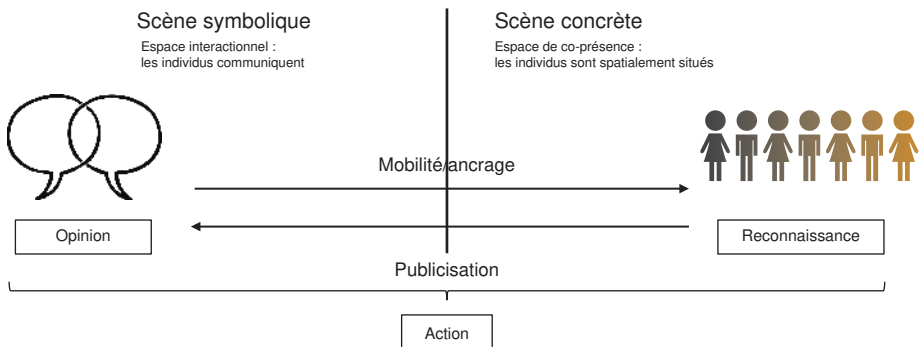 Scène symbolique
Espace interactionnel :
les individus communiquent
Scène concrète
Espace de co-présence :
les individus sont spatialement situés
Mobilité/ancrage
Opinion
Reconnaissance
Publicisation
Action